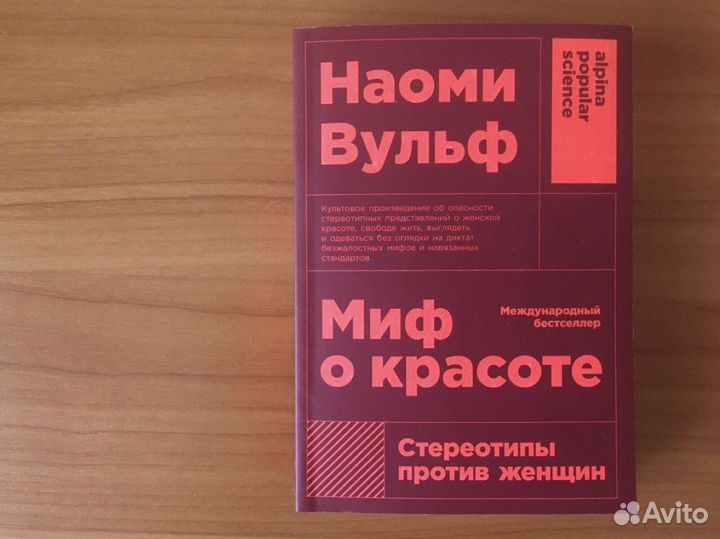 Наоми
Вульф
alpina
popular
science
Культовое произведение об опасности
стереотипных представлений о женской
красоте, свободе жить, выглядеть
и одеваться без оглядки на диктат
безжалостных мифов и навязанных
стандартов.
Международный
бестселлер
Миф
о красоте
Стереотипы
против женщин
Avito